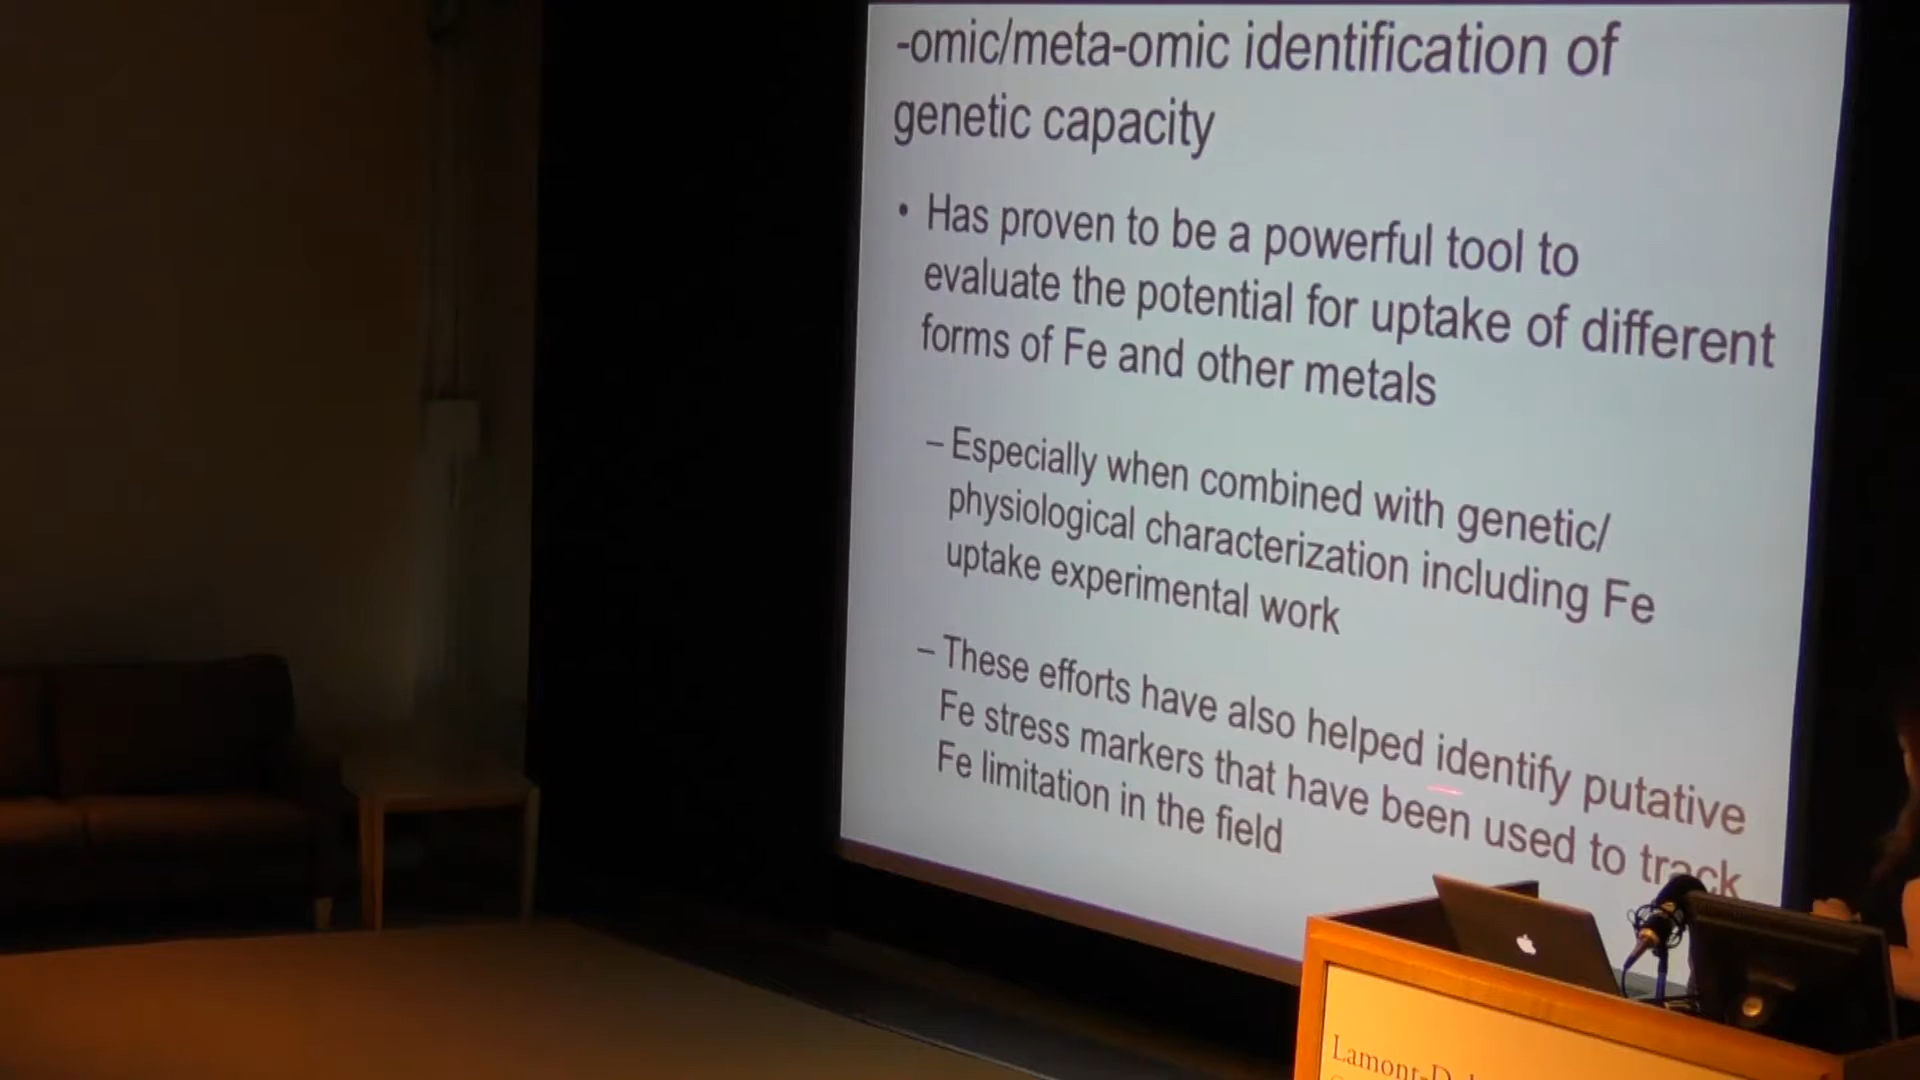 -omic/meta-omic identification of
genetic capacity
• Has proven to be a powerful tool to
evaluate the potential for uptake of different
forms of Fe and other metals
– Especially when combined with genetic/
physiological characterization including Fe
uptake experimental work
– These efforts have also helped identify putative
Fe stress markers that have been used to track
Fe limitation in the field